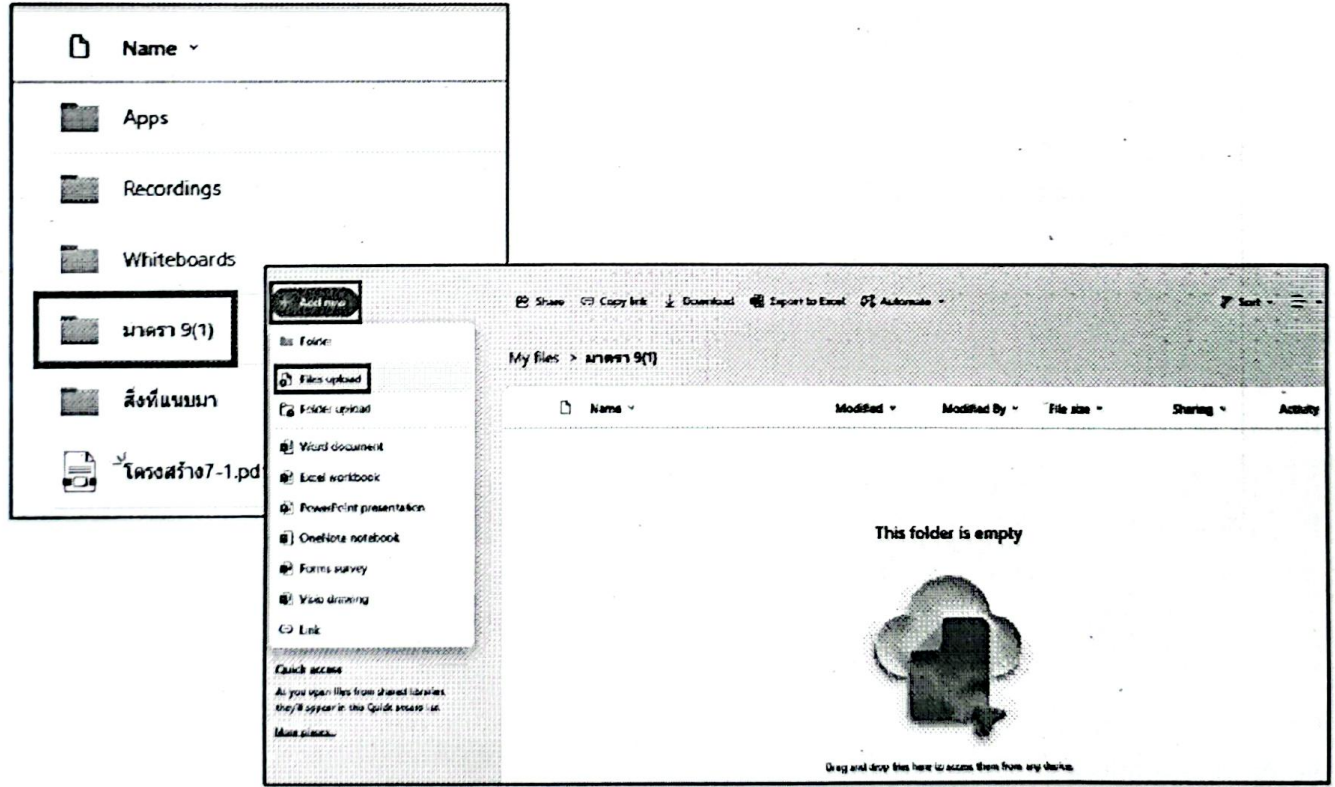 Name
Apps
Recordings
Whiteboards
มาตรา 9(1)
สิ่งที่แนบมา
โครงสร้าง7-1.pd
+ Add new
Folder
Files upload
Folder upload
Word document
Excel workbook
PowerPoint presentation
OneNote notebook
Forms survey
Visio drawing
Link
Quick access
As you open files from shared libraries,
they'll appear in this Quick access list.
More places...
Share Copy link Download Export to Excel Automate
Sort
My files > มาตรา 9(1)
Name Modified Modified By File size Sharing Activity
This folder is empty
Drag and drop files here to access them from any device.